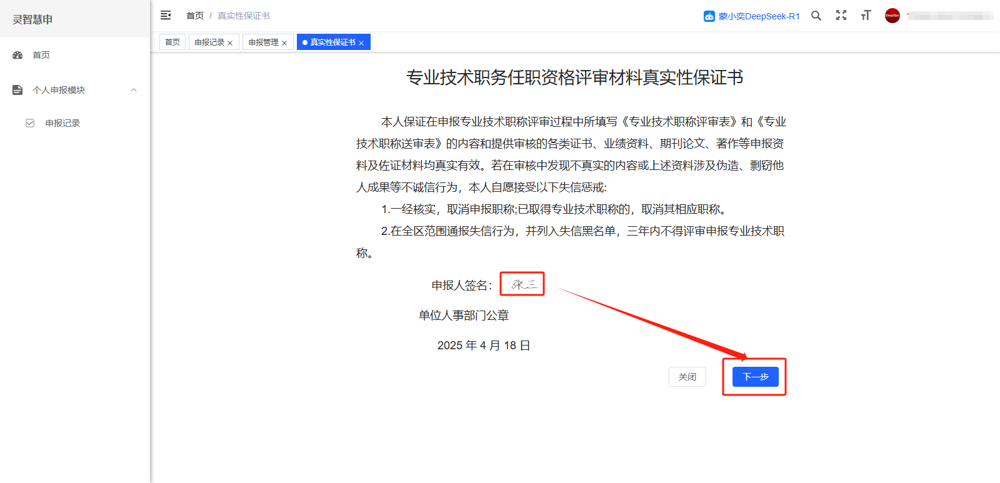 灵智慧申
首页
个人申报模块
申报记录
首页 / 真实性保证书
蒙小奕DeepSeek-R1
首页 申报记录 × 申报管理 × 真实性保证书 ×
专业技术职务任职资格评审材料真实性保证书
本人保证在申报专业技术职称评审过程中所填写《专业技术职称评审表》和《专业
技术职称送审表》的内容和提供审核的各类证书、业绩资料、期刊论文、著作等申报资
料及佐证材料均真实有效。若在审核中发现不真实的内容或上述资料涉及伪造、剽窃他
人成果等不诚信行为，本人自愿接受以下失信惩戒:
1.一经核实，取消申报职称;已取得专业技术职称的，取消其相应职称。
2.在全区范围通报失信行为，并列入失信黑名单，三年内不得评审申报专业技术职
称。
申报人签名： 张三
单位人事部门公章
2025 年 4 月 18 日
关闭 下一步